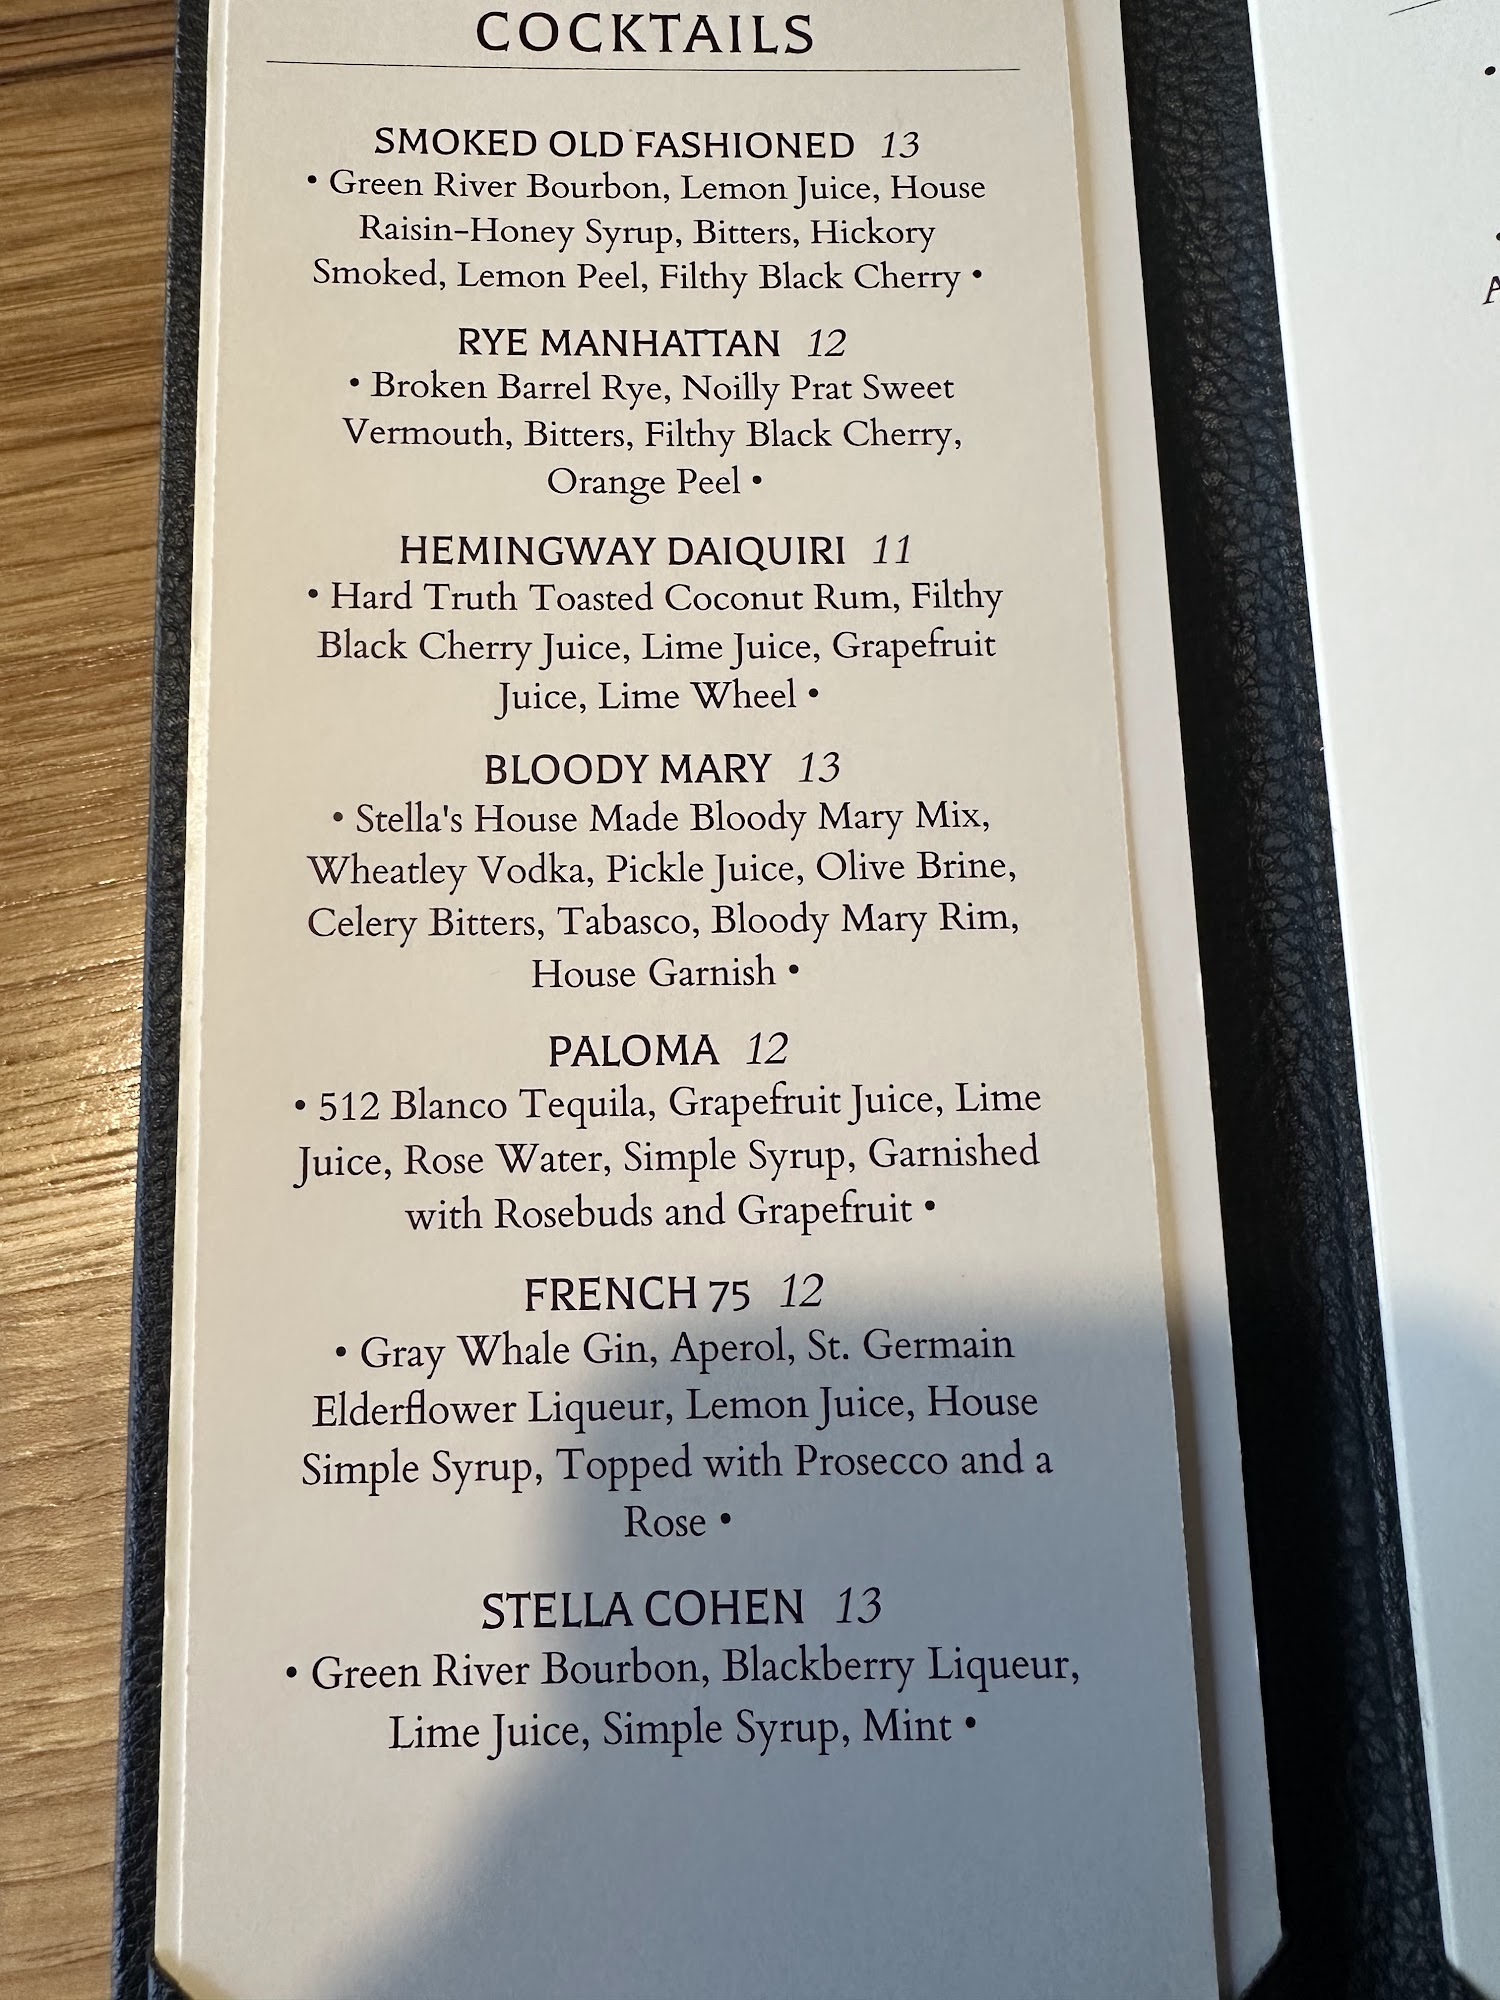 COCKTAILS
SMOKED OLD FASHIONED 13
• Green River Bourbon, Lemon Juice, House
Raisin-Honey Syrup, Bitters, Hickory
Smoked, Lemon Peel, Filthy Black Cherry •
RYE MANHATTAN 12
• Broken Barrel Rye, Noilly Prat Sweet
Vermouth, Bitters, Filthy Black Cherry,
Orange Peel •
HEMINGWAY DAIQUIRI 11
• Hard Truth Toasted Coconut Rum, Filthy
Black Cherry Juice, Lime Juice, Grapefruit
Juice, Lime Wheel •
BLOODY MARY 13
• Stella's House Made Bloody Mary Mix,
Wheatley Vodka, Pickle Juice, Olive Brine,
Celery Bitters, Tabasco, Bloody Mary Rim,
House Garnish •
PALOMA 12
• 512 Blanco Tequila, Grapefruit Juice, Lime
Juice, Rose Water, Simple Syrup, Garnished
with Rosebuds and Grapefruit •
FRENCH 75 12
• Gray Whale Gin, Aperol, St. Germain
Elderflower Liqueur, Lemon Juice, House
Simple Syrup, Topped with Prosecco and a
Rose •
STELLA COHEN 13
• Green River Bourbon, Blackberry Liqueur,
Lime Juice, Simple Syrup, Mint •